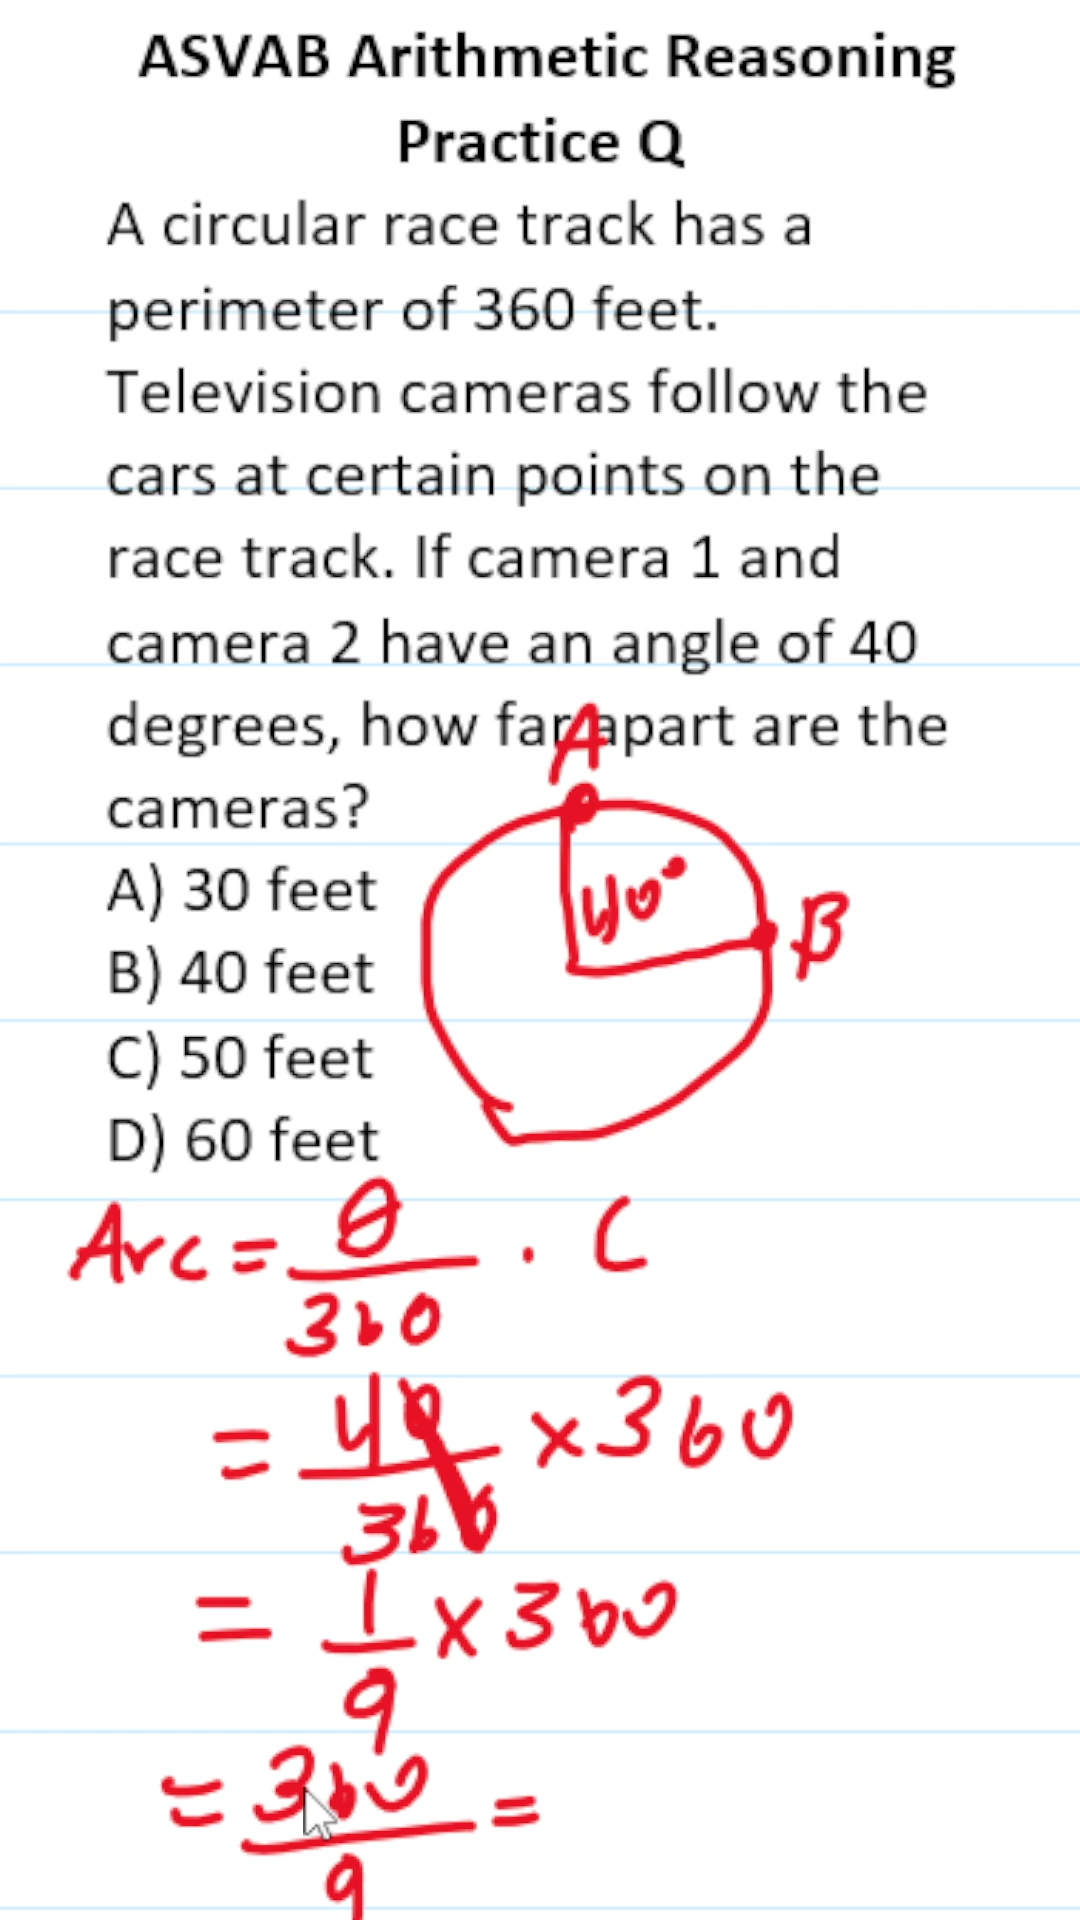 ASVAB Arithmetic Reasoning
Practice Q
A circular race track has a
perimeter of 360 feet.
Television cameras follow the
cars at certain points on the
race track. If camera 1 and
camera 2 have an angle of 40
degrees, how far apart are the
cameras?
A) 30 feet
B) 40 feet
C) 50 feet
D) 60 feet
A
40°
B
Arc = θ/360 · C
= 40/360 × 360
= 1/9 × 360
= 360/9 =